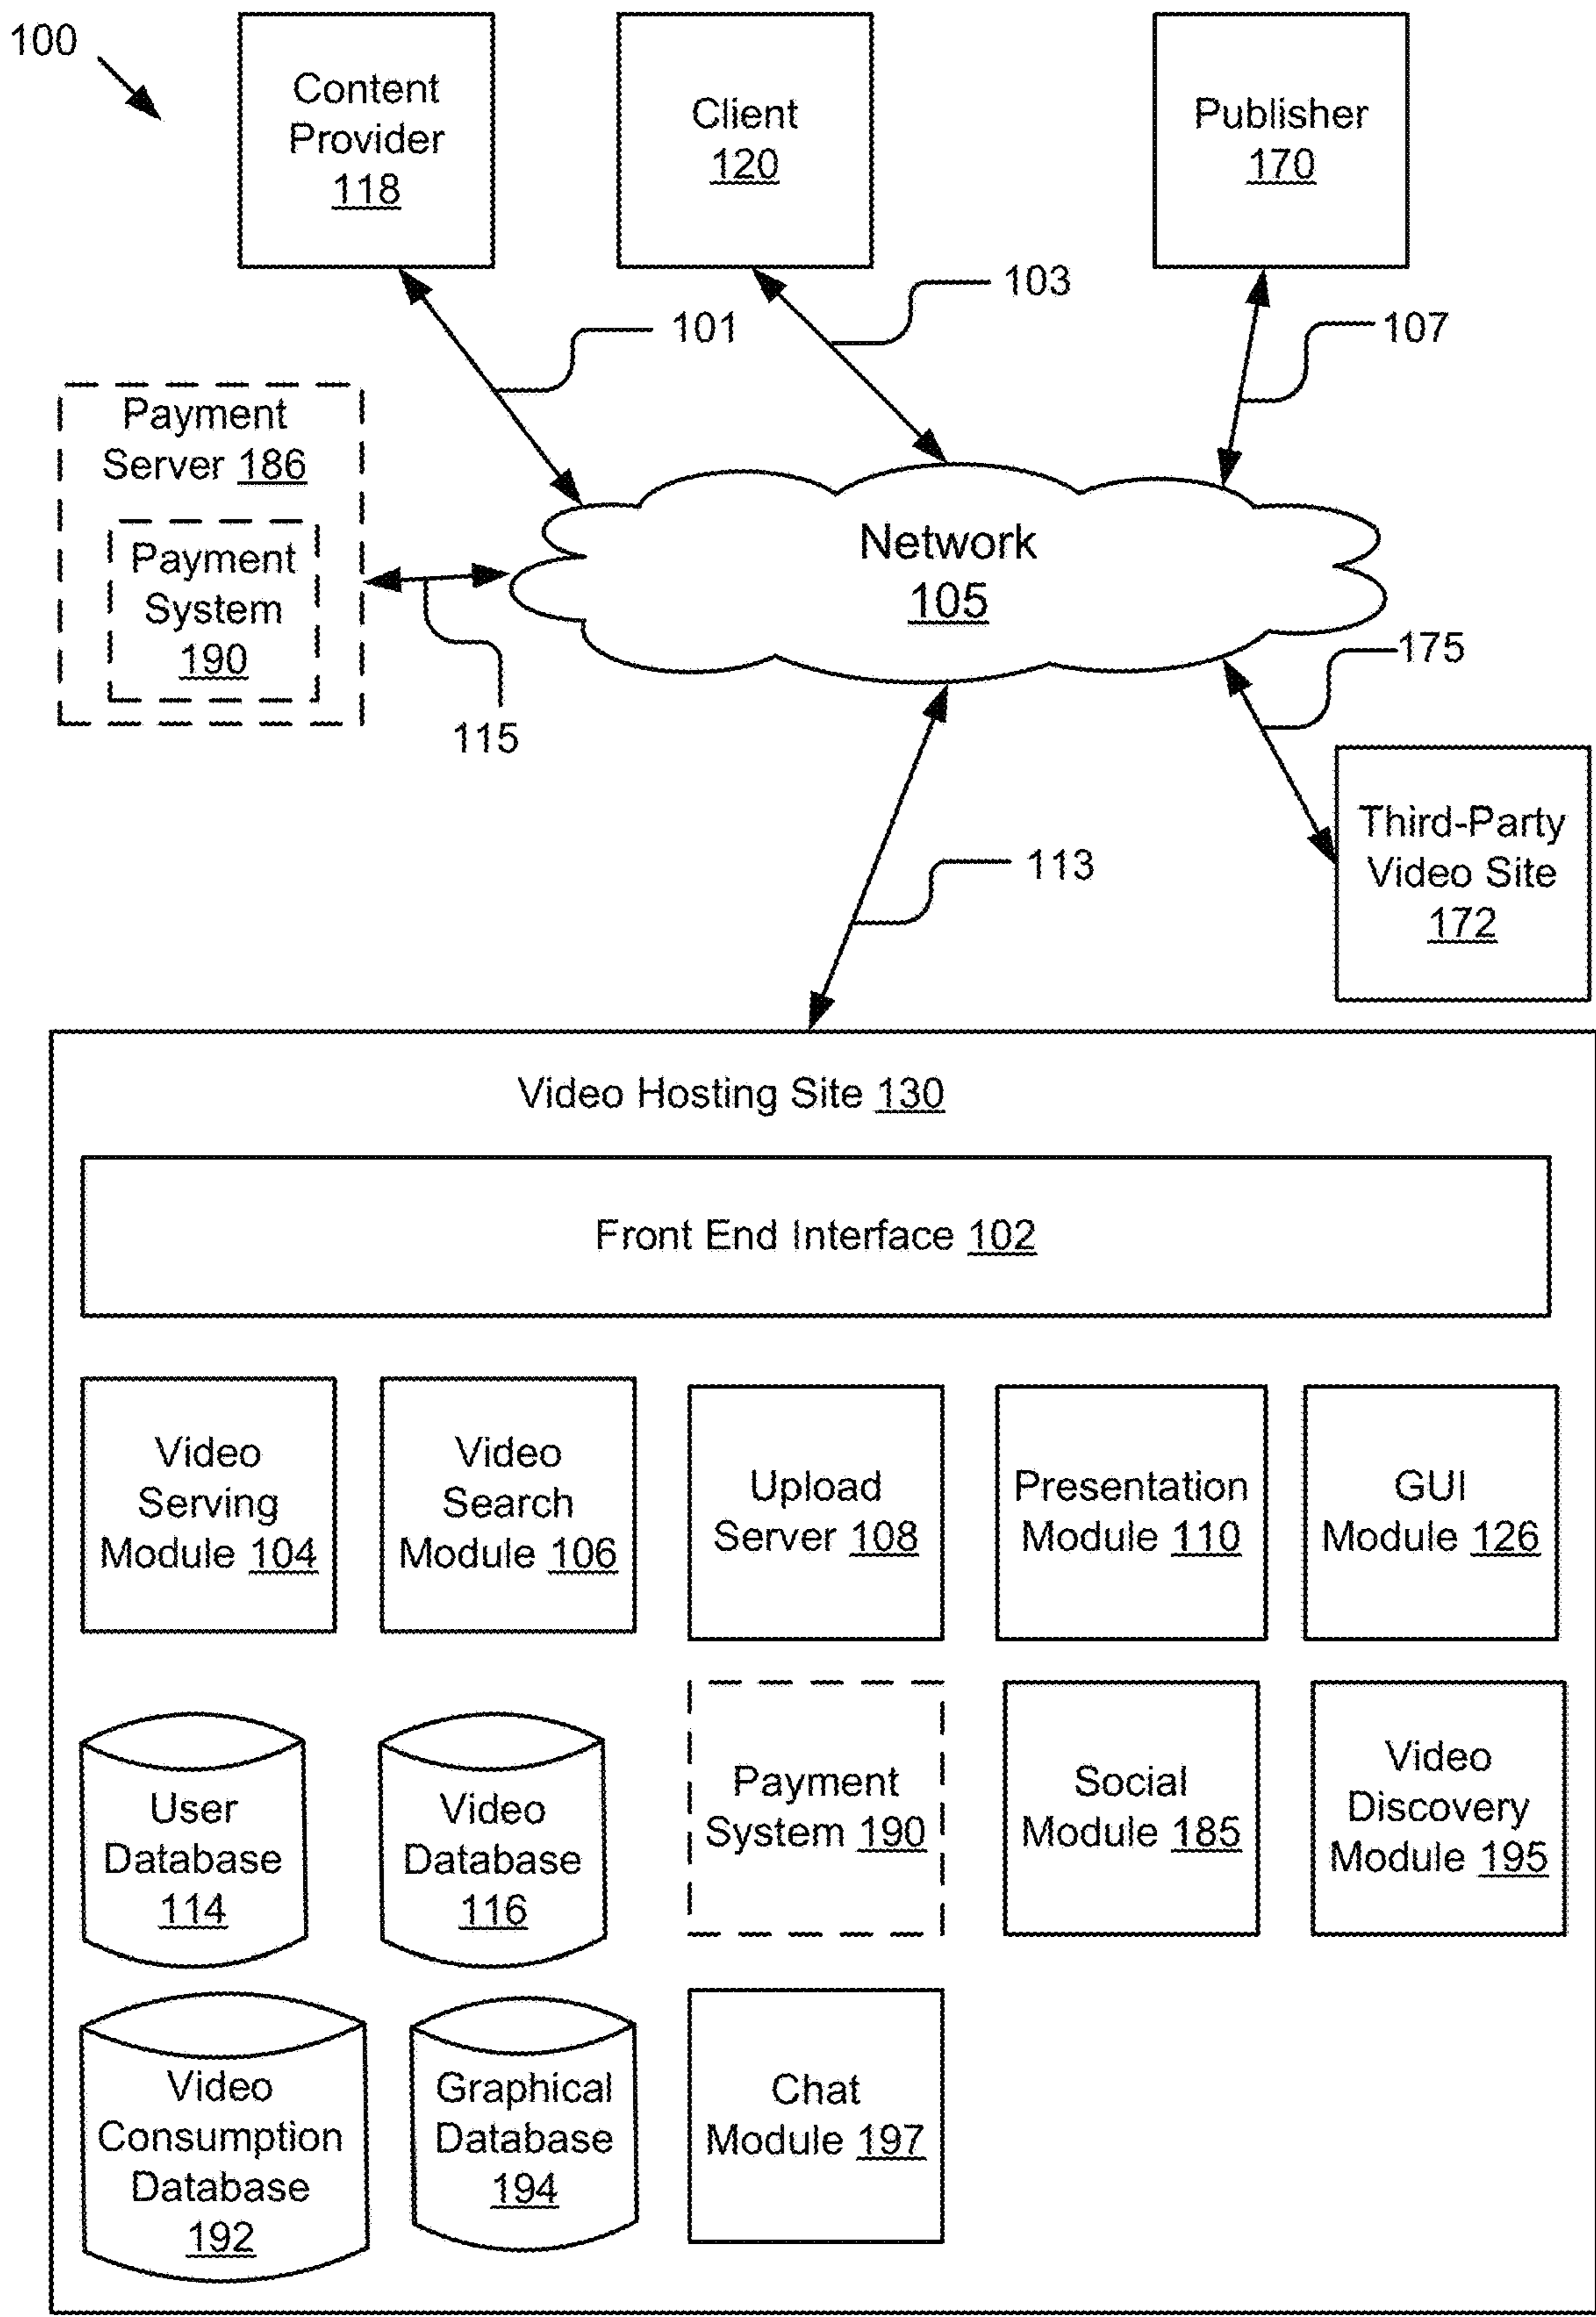 100
Content
Provider
118
Client
120
Publisher
170
101
103
107
Payment
Server 186
Payment
System
190
115
Network
105
175
113
Third-Party
Video Site
172
Video Hosting Site 130
Front End Interface 102
Video
Serving
Module 104
Video
Search
Module 106
Upload
Server 108
Presentation
Module 110
GUI
Module 126
User
Database
114
Video
Database
116
Payment
System 190
Social
Module 185
Video
Discovery
Module 195
Video
Consumption
Database
192
Graphical
Database
194
Chat
Module 197